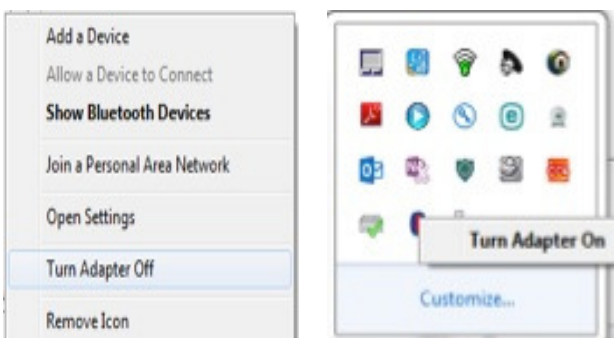 Add a Device
Allow a Device to Connect
Show Bluetooth Devices
Join a Personal Area Network
Open Settings
Turn Adapter Off
Remove Icon
Turn Adapter On
Customize...